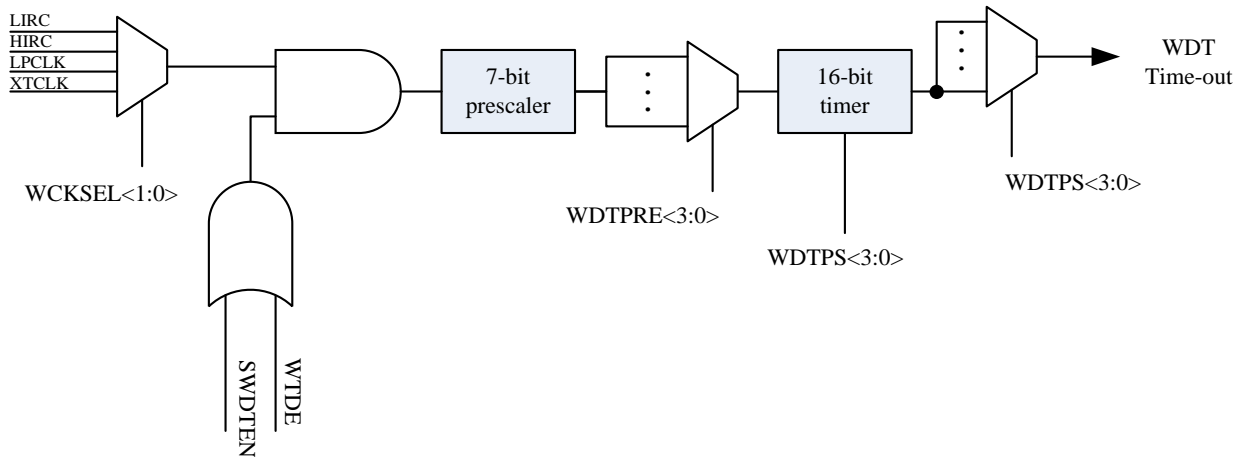 LIRC
HIRC
LPCLK
XTCLK
WCKSEL<1:0>
SWDTEN
WTDE
7-bit
prescaler
WDTPRE<3:0>
16-bit
timer
WDTPS<3:0>
WDTPS<3:0>
WDT
Time-out